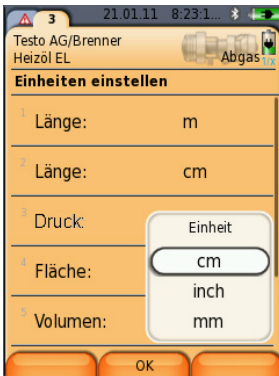 3 21.01.11 8:23:1...
Testo AG/Brenner
Heizöl EL Abgas 1/X
Einheiten einstellen
1 Länge: m
2 Länge: cm
3 Druck:
4 Fläche:
5 Volumen:
Einheit
cm
inch
mm
OK